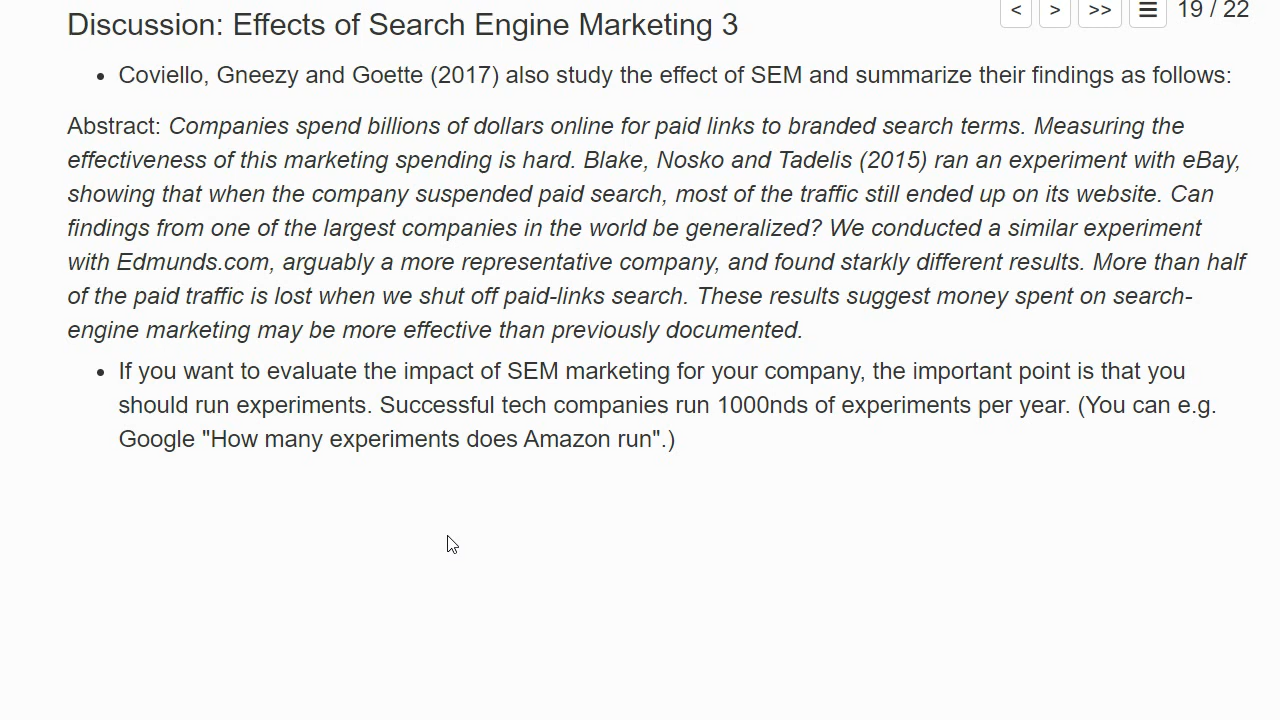 Discussion: Effects of Search Engine Marketing 3
< > >> ☰ 19 / 22
• Coviello, Gneezy and Goette (2017) also study the effect of SEM and summarize their findings as follows:
Abstract: Companies spend billions of dollars online for paid links to branded search terms. Measuring the
effectiveness of this marketing spending is hard. Blake, Nosko and Tadelis (2015) ran an experiment with eBay,
showing that when the company suspended paid search, most of the traffic still ended up on its website. Can
findings from one of the largest companies in the world be generalized? We conducted a similar experiment
with Edmunds.com, arguably a more representative company, and found starkly different results. More than half
of the paid traffic is lost when we shut off paid-links search. These results suggest money spent on search-
engine marketing may be more effective than previously documented.
• If you want to evaluate the impact of SEM marketing for your company, the important point is that you
should run experiments. Successful tech companies run 1000nds of experiments per year. (You can e.g.
Google "How many experiments does Amazon run".)